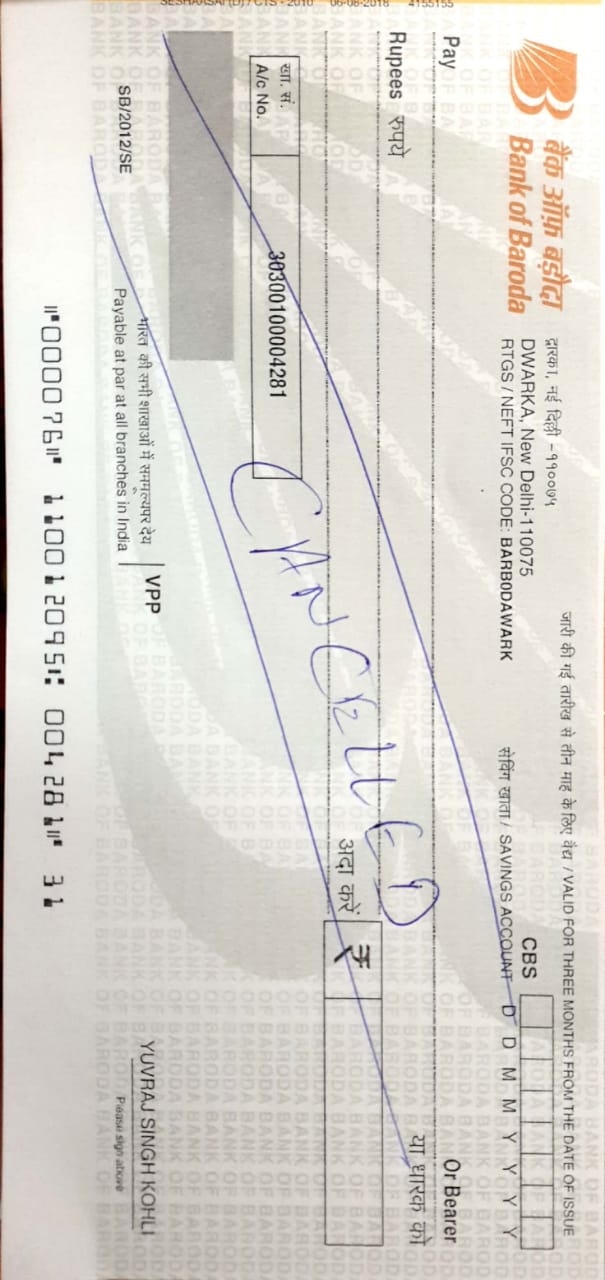 जारी की गई तारीख से तीन माह के लिए वैद्य / VALID FOR THREE MONTHS FROM THE DATE OF ISSUE
बैंक ऑफ़ बड़ौदा
Bank of Baroda
द्वारका, नई दिल्ली - ११००७५
DWARKA, New Delhi-110075
RTGS / NEFT IFSC CODE: BARB0DAWARK
CBS
सेविंग खाता / SAVINGS ACCOUNT
D D M M Y Y Y Y
Pay
Or Bearer
या धारक को
Rupees रुपये
अदा करें ₹
खा. सं.
A/c No.
30300100004281
CANCELLED
VPP
YUVRAJ SINGH KOHLI
Please sign above
SB/2012/SE
भारत की सभी शाखाओं में सममूल्यपर देय
Payable at par at all branches in India
⑈000076⑈ 110012095⑆ 004281⑈ 31
SESHAASAI (D) / CTS - 2010 06-08-2018 4155155